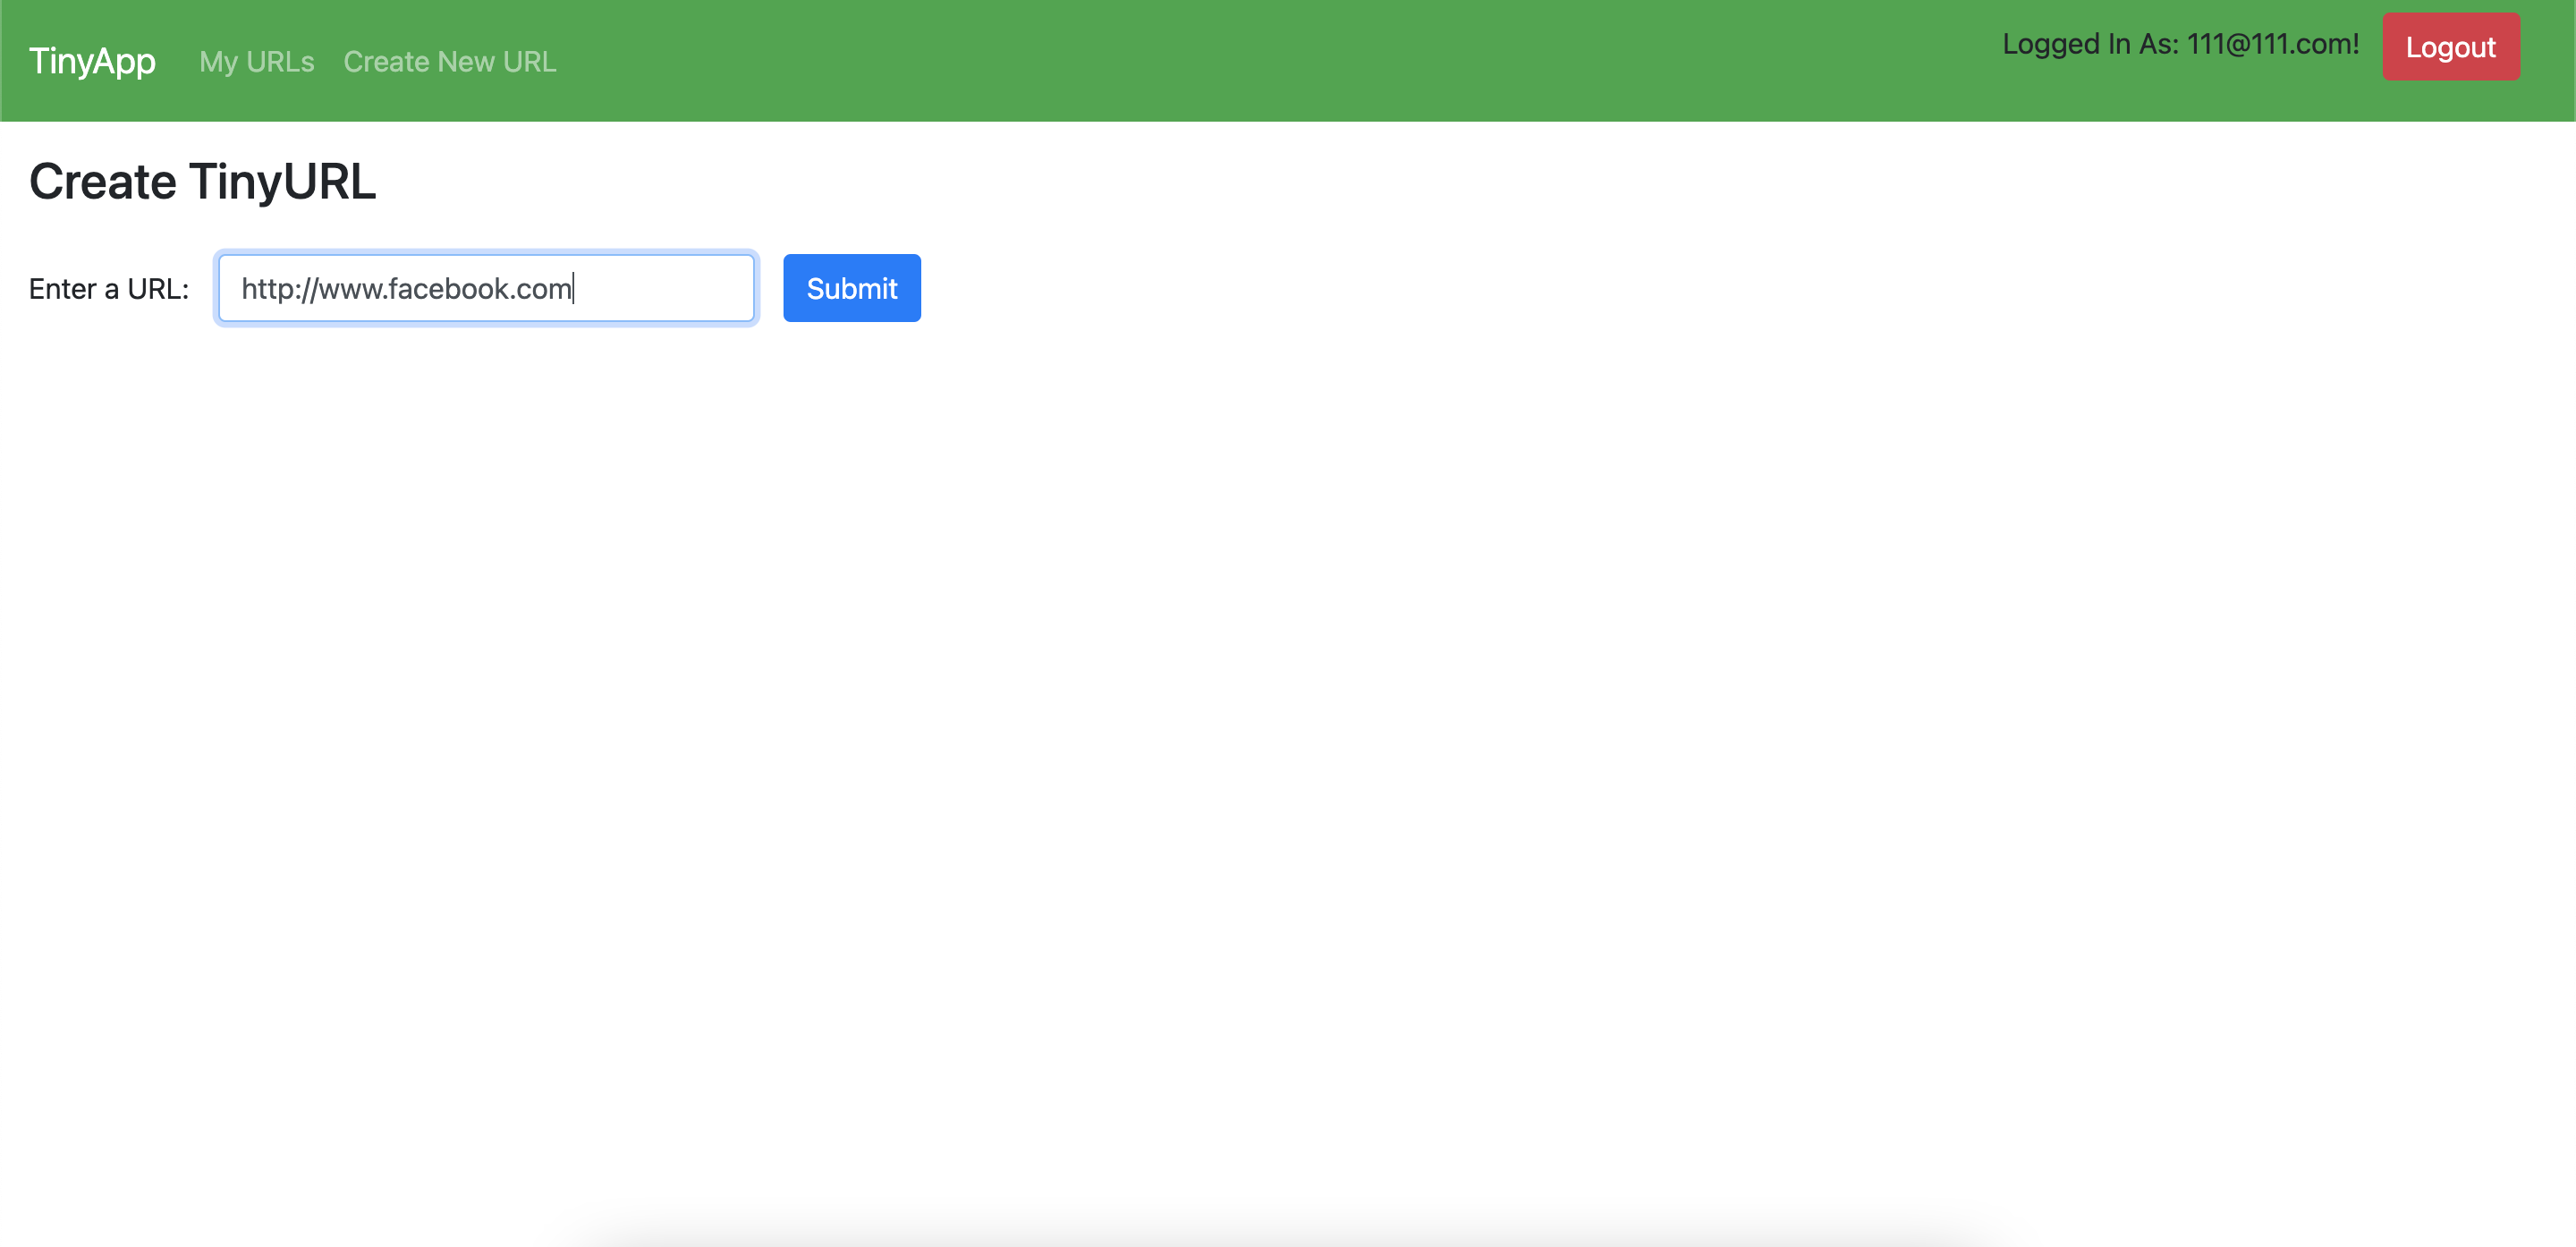 TinyApp My URLs Create New URL Logged In As: 111@111.com! Logout
Create TinyURL
Enter a URL: http://www.facebook.com Submit